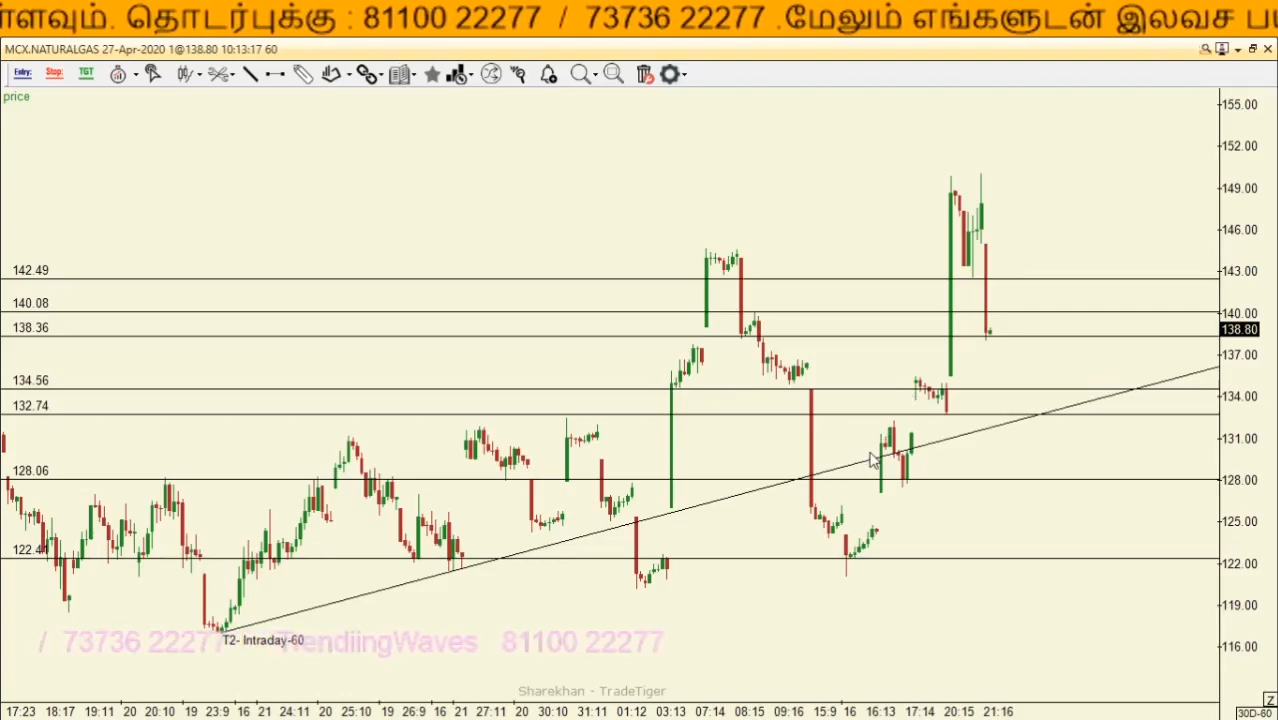 ள்ளவும். தொடர்புக்கு : 81100 22277 / 73736 22277 .மேலும் எங்களுடன் இலவச
MCX.NATURALGAS 27-Apr-2020 1@138.80 10:13:17 60
Entry: Stop: TGT
price
155.00
152.00
149.00
146.00
142.49 143.00
140.08 140.00
138.36 138.80
137.00
134.56 134.00
132.74
131.00
128.06 128.00
125.00
122.00
119.00
116.00
/ 73736 22277 TrendiingWaves 81100 22277
T2- Intraday-60
Sharekhan - TradeTiger
Z
17:23 18:17 19:11 20 20:10 19 23:9 16 21 24:11 20 25:10 19 26:9 16 21 27:11 20 30:10 31:11 01:12 03:13 07:14 08:15 09:16 15:9 16 16:13 17:14 20:15 21:16 30D-60